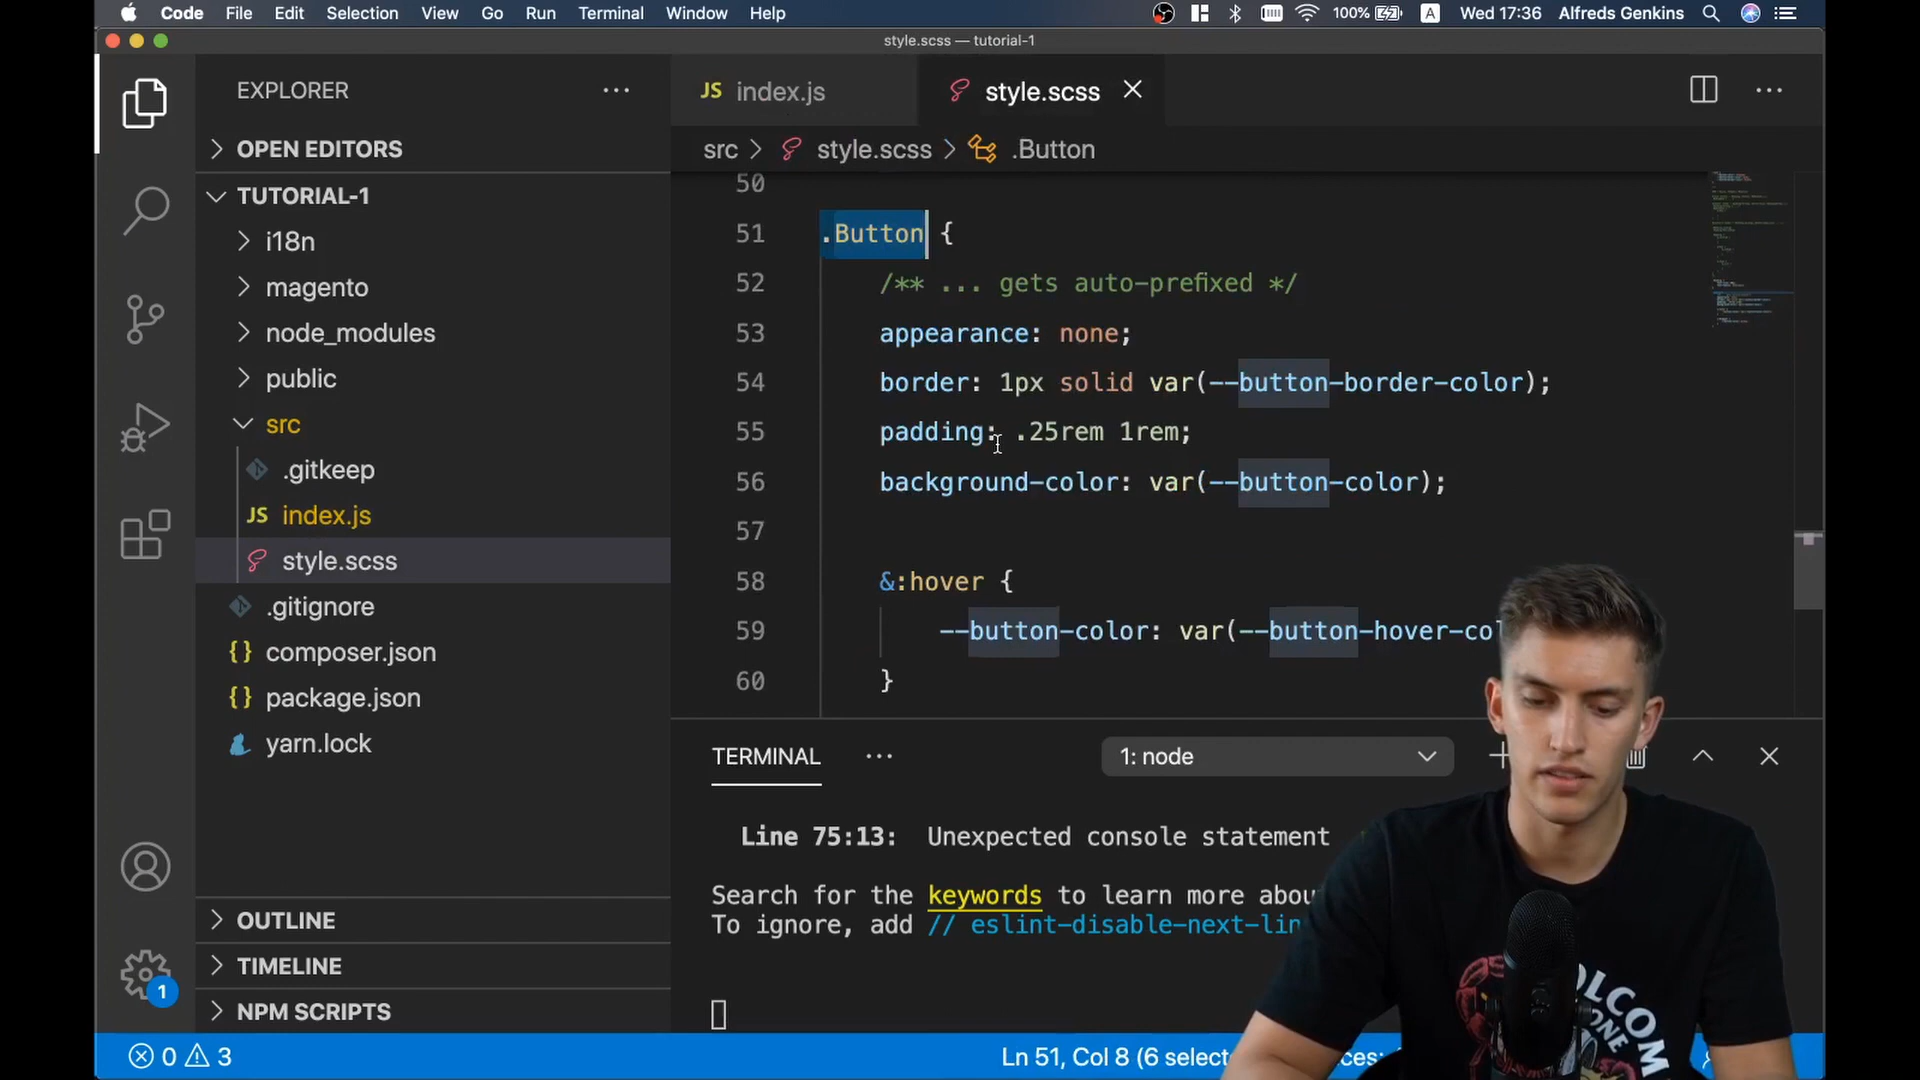 Code File Edit Selection View Go Run Terminal Window Help 100% A Wed 17:36 Alfreds Genkins
style.scss — tutorial-1
EXPLORER
JS index.js
style.scss
OPEN EDITORS
src > style.scss > .Button
TUTORIAL-1
i18n
magento
node_modules
public
src
.gitkeep
JS index.js
style.scss
.gitignore
{} composer.json
{} package.json
yarn.lock
OUTLINE
TIMELINE
NPM SCRIPTS
1
50
51 .Button {
52 /** ... gets auto-prefixed */
53 appearance: none;
54 border: 1px solid var(--button-border-color);
55 padding: .25rem 1rem;
56 background-color: var(--button-color);
57
58 &:hover {
59 --button-color: var(--button-hover-co
60 }
TERMINAL
1: node
Line 75:13: Unexpected console statement
Search for the keywords to learn more abou
To ignore, add // eslint-disable-next-lin
0 3
Ln 51, Col 8 (6 select
OLCOM
ONE